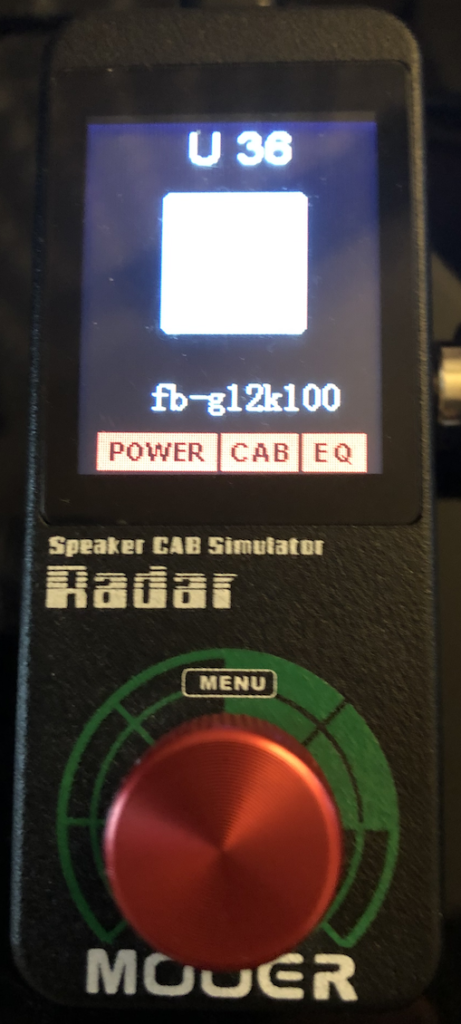 U 36
fb-g12k100
POWER CAB EQ
Speaker CAB Simulator
Radar
MENU
MOOER